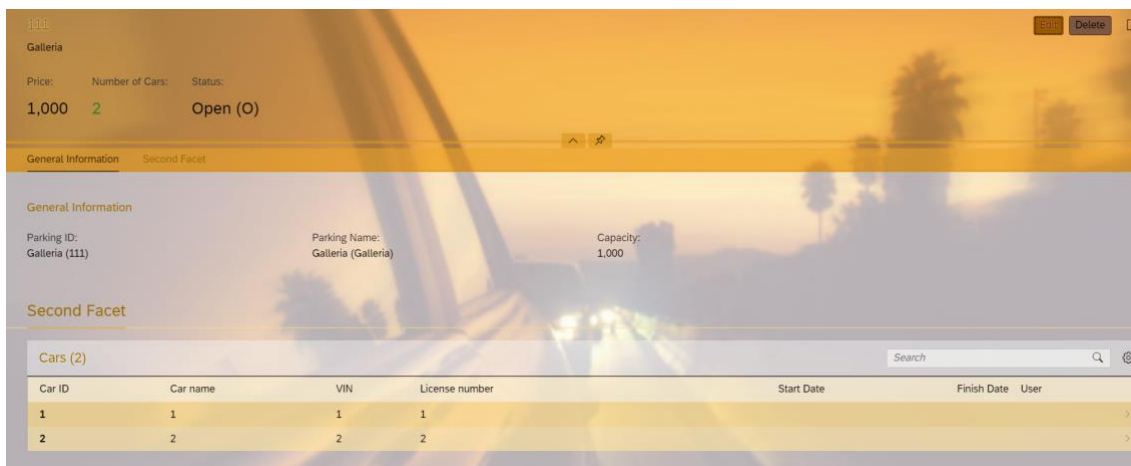 111
Edit Delete
Galleria
Price: Number of Cars: Status:
1,000 2 Open (O)
General Information Second Facet
General Information
Parking ID: Parking Name: Capacity:
Galleria (111) Galleria (Galleria) 1,000
Second Facet
Cars (2) Search
Car ID Car name VIN License number Start Date Finish Date User
1 1 1 1
2 2 2 2